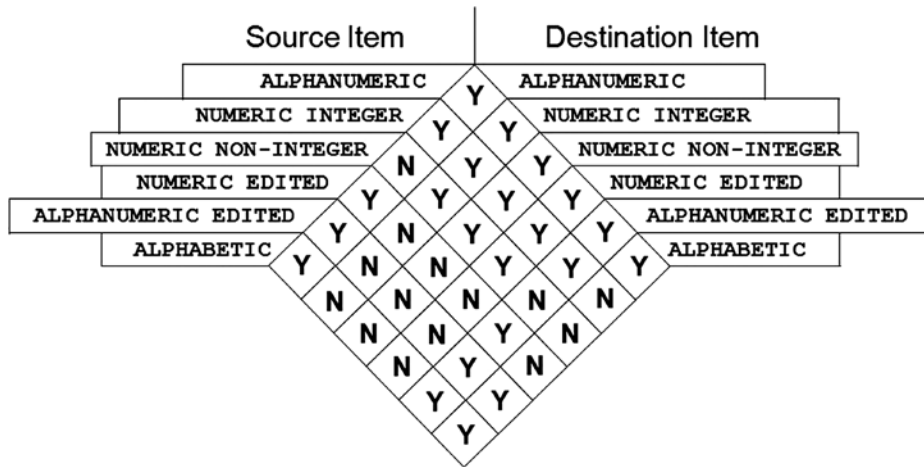 Source Item Destination Item
ALPHANUMERIC ALPHANUMERIC
Y
NUMERIC INTEGER NUMERIC INTEGER
Y Y
NUMERIC NON-INTEGER NUMERIC NON-INTEGER
N Y Y
NUMERIC EDITED NUMERIC EDITED
Y Y Y Y
ALPHANUMERIC EDITED ALPHANUMERIC EDITED
Y N Y Y Y
ALPHABETIC ALPHABETIC
Y N N Y Y Y
N N N N N
N N Y N
N Y N
Y Y
Y